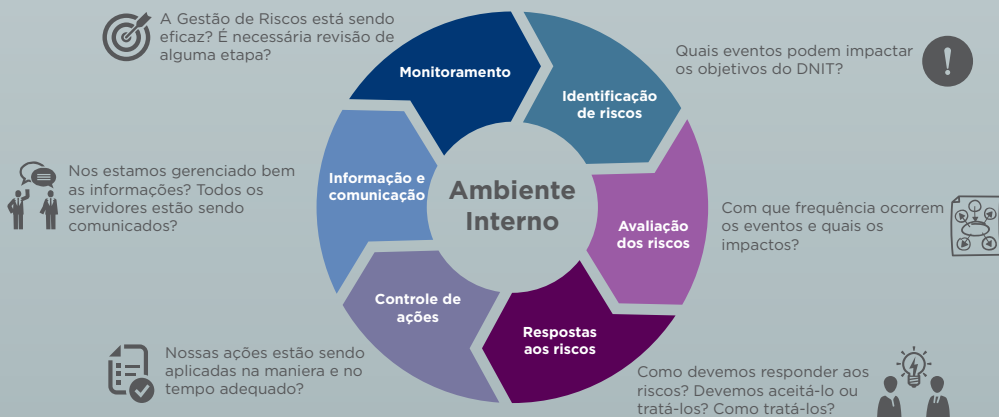 A Gestão de Riscos está sendo
eficaz? É necessária revisão de
alguma etapa?
Monitoramento
Quais eventos podem impactar
os objetivos do DNIT?
Identificação
de riscos
Nos estamos gerenciado bem
as informações? Todos os
servidores estão sendo
comunicados?
Informação e
comunicação
Ambiente
Interno
Avaliação
dos riscos
Com que frequência ocorrem
os eventos e quais os
impactos?
Controle de
ações
Respostas
aos riscos
Nossas ações estão sendo
aplicadas na maneira e no
tempo adequado?
Como devemos responder aos
riscos? Devemos aceitá-lo ou
tratá-los? Como tratá-los?